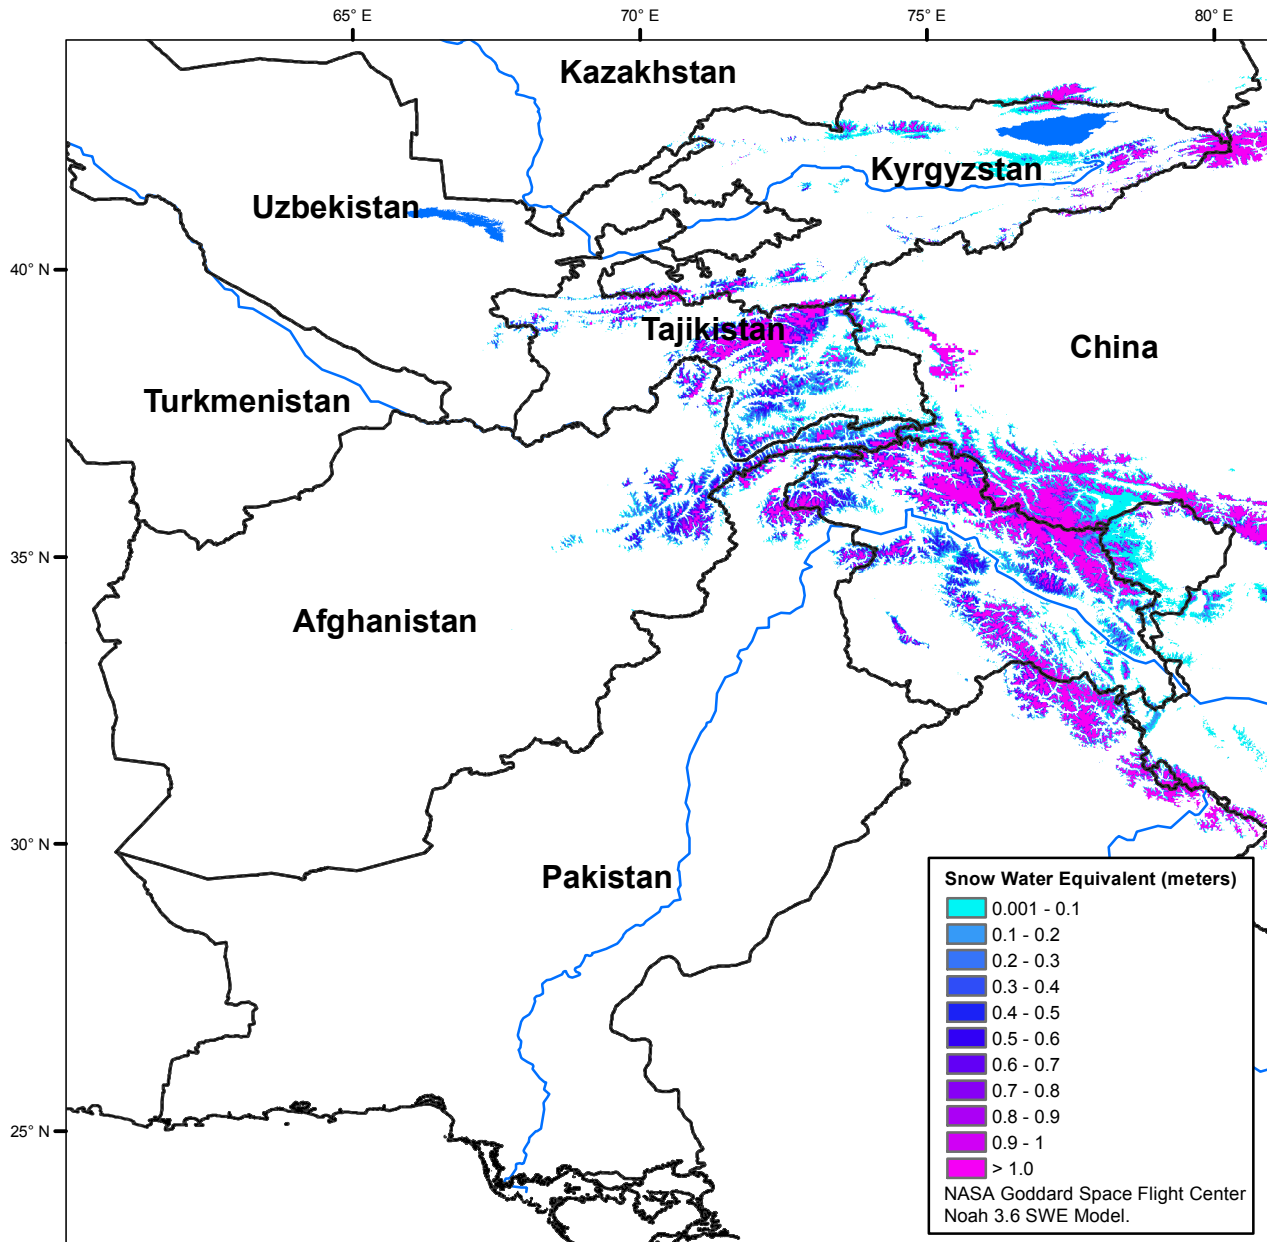 65° E
70° E
75° E
80° E
Kazakhstan
Kyrgyzstan
Uzbekistan
40° N
Tajikistan
China
Turkmenistan
35° N
Afghanistan
30° N
Pakistan
25° N
Snow Water Equivalent (meters)
0.001 - 0.1
0.1 - 0.2
0.2 - 0.3
0.3 - 0.4
0.4 - 0.5
0.5 - 0.6
0.6 - 0.7
0.7 - 0.8
0.8 - 0.9
0.9 - 1
> 1.0
NASA Goddard Space Flight Center
Noah 3.6 SWE Model.